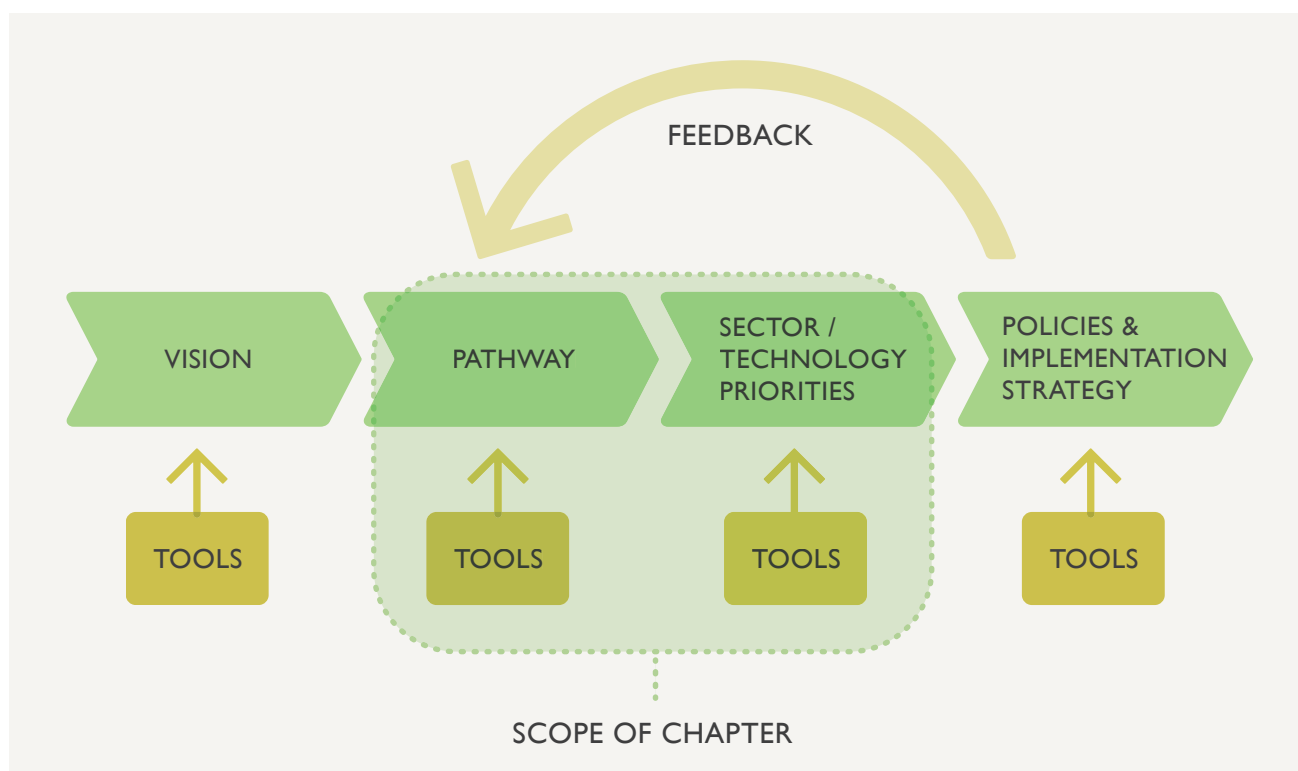 FEEDBACK
VISION
PATHWAY
SECTOR /
TECHNOLOGY
PRIORITIES
POLICIES &
IMPLEMENTATION
STRATEGY
TOOLS
TOOLS
TOOLS
TOOLS
SCOPE OF CHAPTER